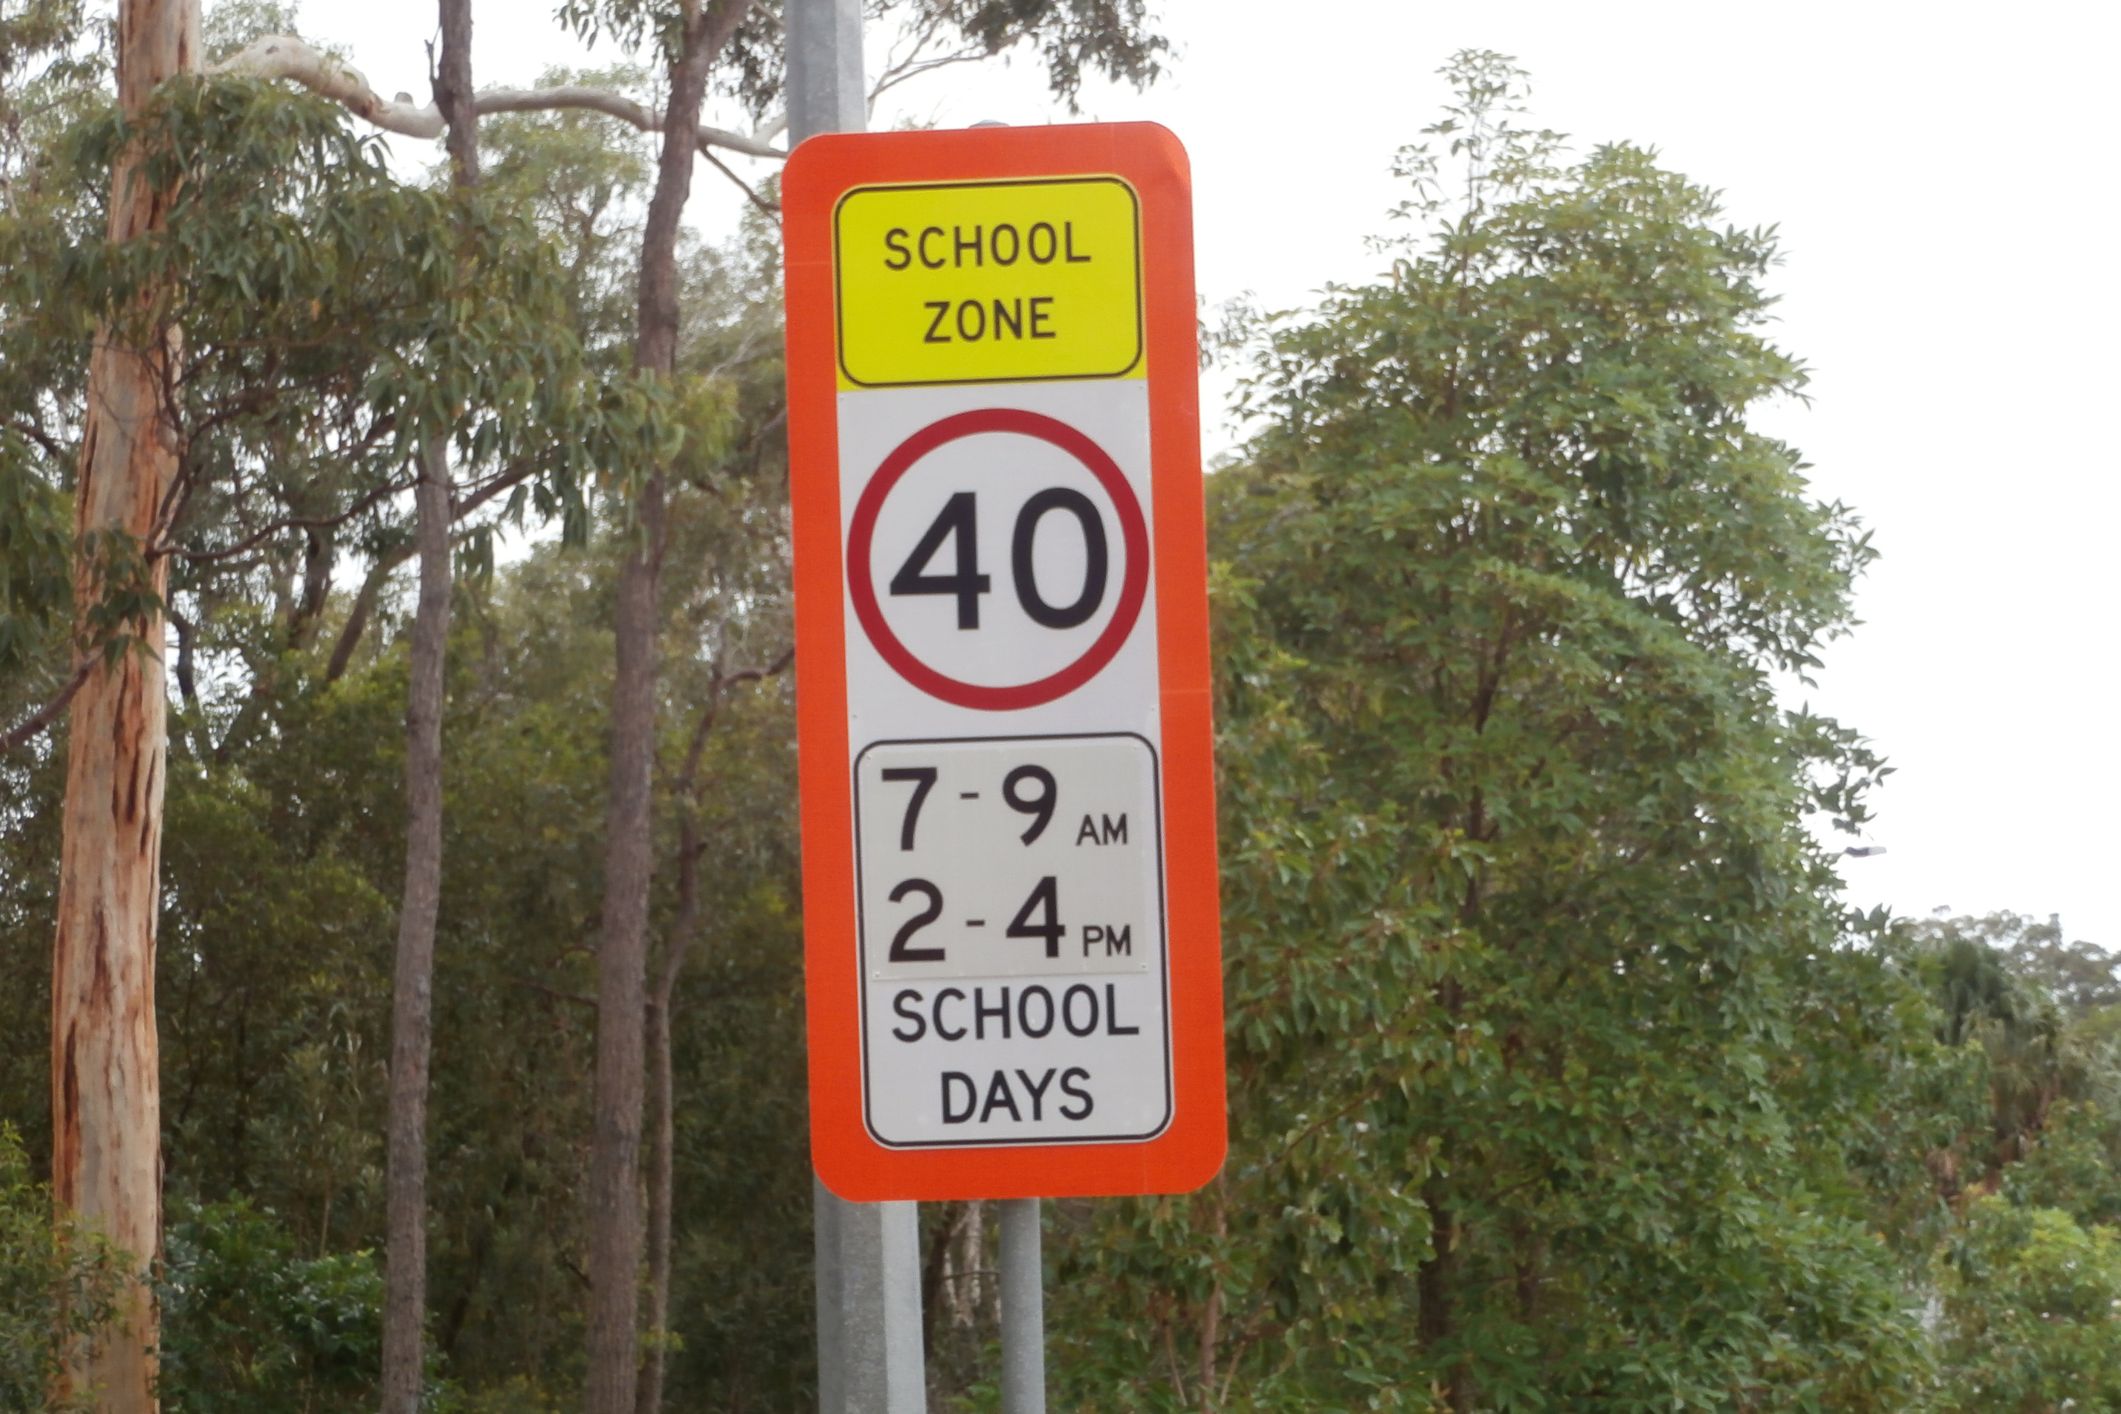 SCHOOL
ZONE
40
7-9 AM
2-4 PM
SCHOOL
DAYS